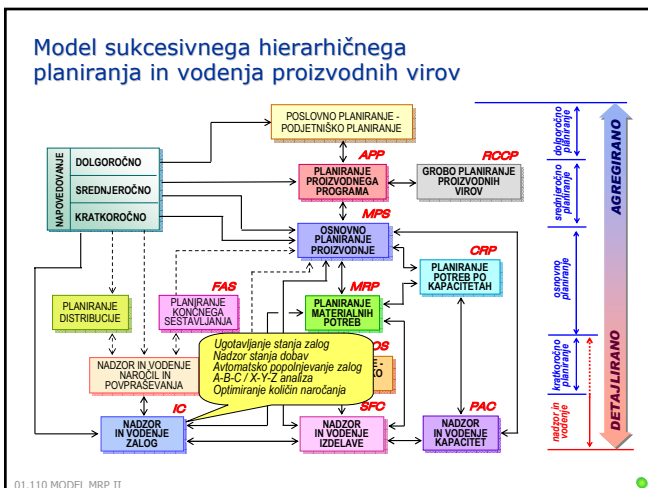 Model sukcesivnega hierarhičnega
planiranja in vodenja proizvodnih virov
POSLOVNO PLANIRANJE -
PODJETNIŠKO PLANIRANJE
NAPOVEDOVANJE
DOLGOROČNO
SREDNJEROČNO
KRATKOROČNO
APP
PLANIRANJE
PROIZVODNEGA
PROGRAMA
RCCP
GROBO PLANIRANJE
PROIZVODNIH
VIROV
MPS
OSNOVNO
PLANIRANJE
PROIZVODNJE
CRP
PLANIRANJE
POTREB PO
KAPACITETAH
FAS
PLANIRANJE
KONČNEGA
SESTAVLJANJA
MRP
PLANIRANJE
MATERIALNIH
POTREB
PLANIRANJE
DISTRIBUCIJE
NADZOR IN VODENJE
NAROČIL IN
POVPRAŠEVANJA
Ugotavljanje stanja zalog
Nadzor stanja dobav
Avtomatsko popolnjevanje zalog
A-B-C / X-Y-Z analiza
Optimiranje količin naročanja
OS
E-
KO
IC
NADZOR
IN VODENJE
ZALOG
SFC
NADZOR
IN VODENJE
IZDELAVE
PAC
NADZOR
IN VODENJE
KAPACITET
dolgoročno
planiranje
srednjeročno
planiranje
osnovno
planiranje
kratkoročno
planiranje
nadzor in
vodenje
AGREGIRANO
DETAJLIRANO
01.110 MODEL MRP II